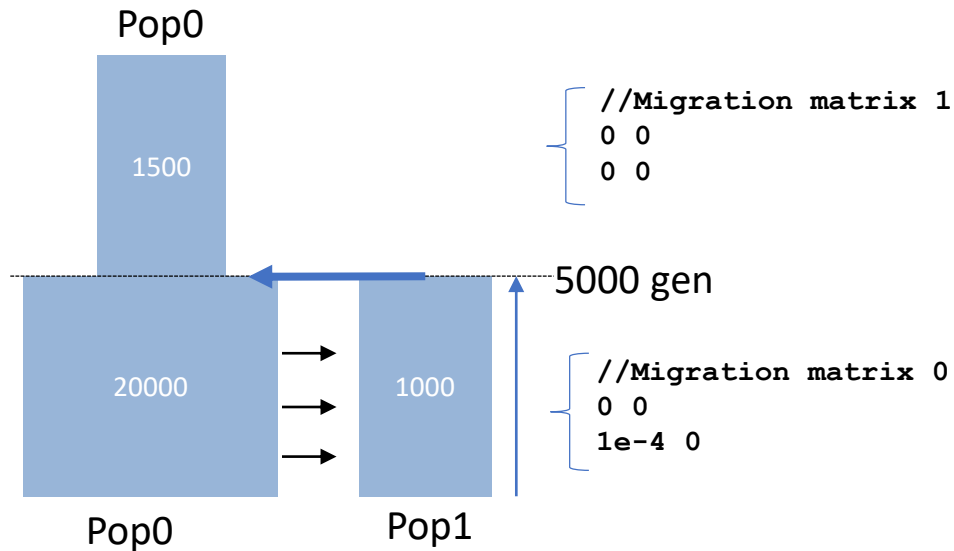 Pop0
1500
//Migration matrix 1
0 0
0 0
5000 gen
20000
1000
//Migration matrix 0
0 0
1e-4 0
Pop0
Pop1